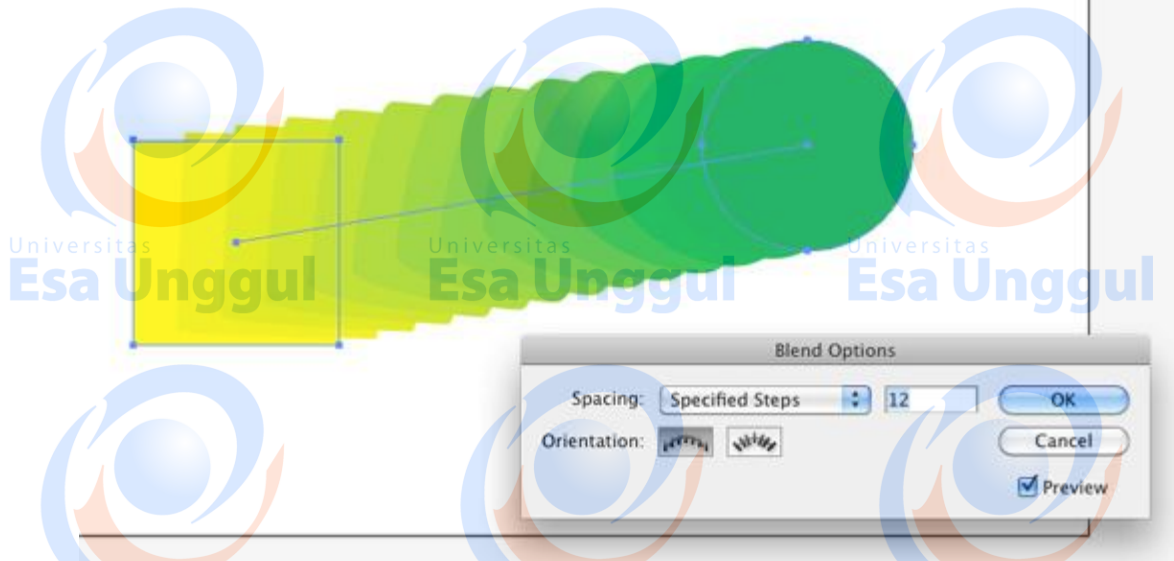 Universitas Universitas Universitas
Esa Unggul Esa Unggul Esa Unggul
Blend Options
Spacing: Specified Steps 12 OK
Orientation: Cancel
Preview